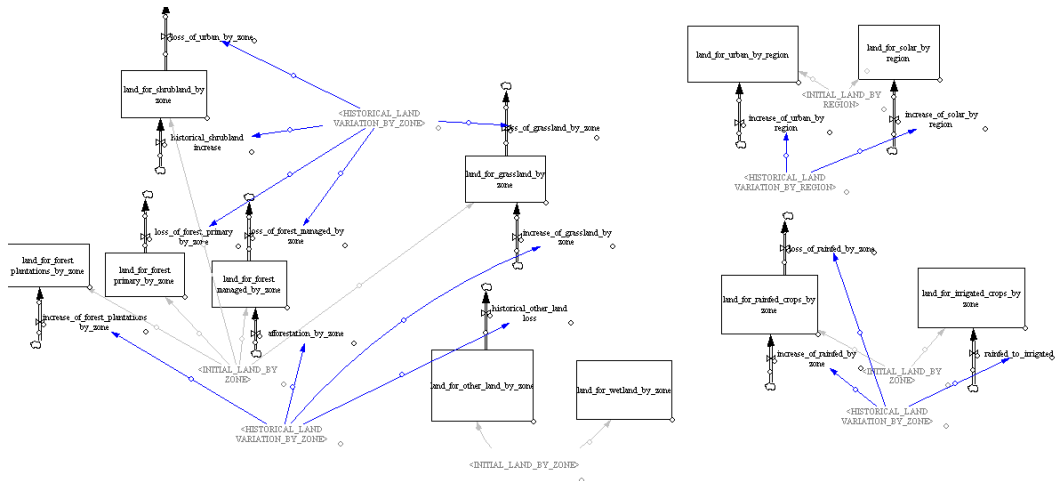 loss_of_urban_by_zone
land_for_shrubland_by
zone
<HISTORICAL_LAND
VARIATION_BY_ZONE>
historical_shrubland
increase
loss_of_grassland_by_zone
land_for_grassland_by
zone
loss_of_forest_primary
by_zone
loss_of_forest_managed_by
zone
increase_of_grassland_by
zone
land_for_forest
plantations_by_zone
land_for_forest
primary_by_zone
land_for_forest
managed_by_zone
increase_of_forest_plantations
by_zone
afforestation_by_zone
historical_other_land
loss
<INITIAL_LAND_BY
ZONE>
land_for_other_land_by_zone
land_for_wetland_by_zone
<HISTORICAL_LAND
VARIATION_BY_ZONE>
<INITIAL_LAND_BY_ZONE>
land_for_urban_by_region
land_for_solar_by
region
<INITIAL_LAND_BY
REGION>
increase_of_urban_by
region
increase_of_solar_by
region
<HISTORICAL_LAND
VARIATION_BY_REGION>
loss_of_rainfed_by_zone
land_for_rainfed_crops_by
zone
land_for_irrigated_crops_by
zone
increase_of_rainfed_by
zone
rainfed_to_irrigated
<INITIAL_LAND_BY
ZONE>
<HISTORICAL_LAND
VARIATION_BY_ZONE>